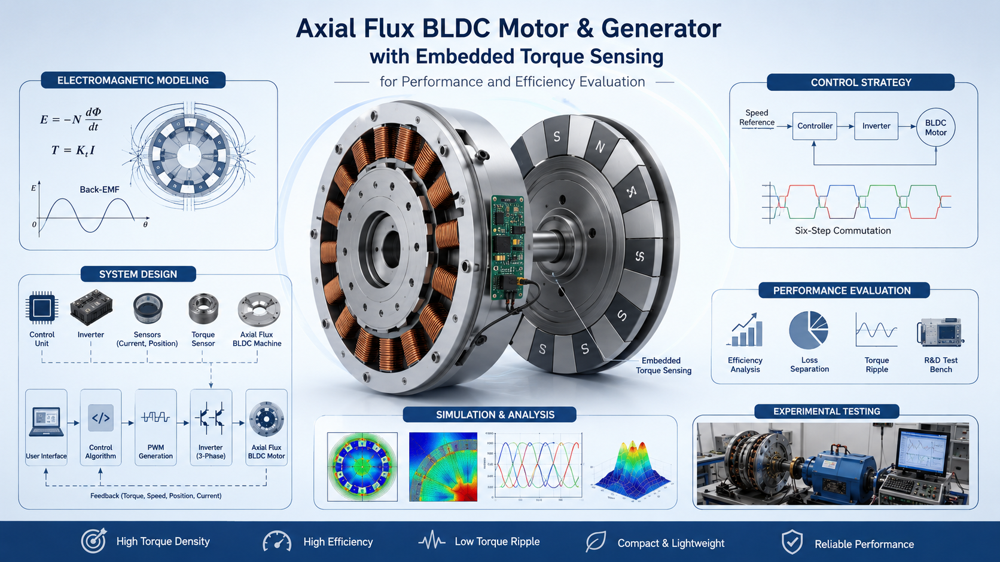 Axial Flux BLDC Motor & Generator
with Embedded Torque Sensing
for Performance and Efficiency Evaluation
ELECTROMAGNETIC MODELING
E = −N dΦ/dt
T = KtI
Back-EMF
E
0
θ
SYSTEM DESIGN
Control
Unit
Inverter
Sensors
(Current, Position)
Torque
Sensor
Axial Flux
BLDC Machine
User Interface
</>
Control
Algorithm
PWM
Generation
Inverter
(3-Phase)
Axial Flux
BLDC Motor
Feedback (Torque, Speed, Position, Current)
S
N
S
S
S
S
Embedded
Torque Sensing
CONTROL STRATEGY
Speed
Reference
Controller
Inverter
BLDC
Motor
Six-Step Commutation
PERFORMANCE EVALUATION
Efficiency
Analysis
Loss
Separation
Torque
Ripple
R&D Test
Bench
SIMULATION & ANALYSIS
EXPERIMENTAL TESTING
High Torque Density
High Efficiency
Low Torque Ripple
Compact & Lightweight
Reliable Performance